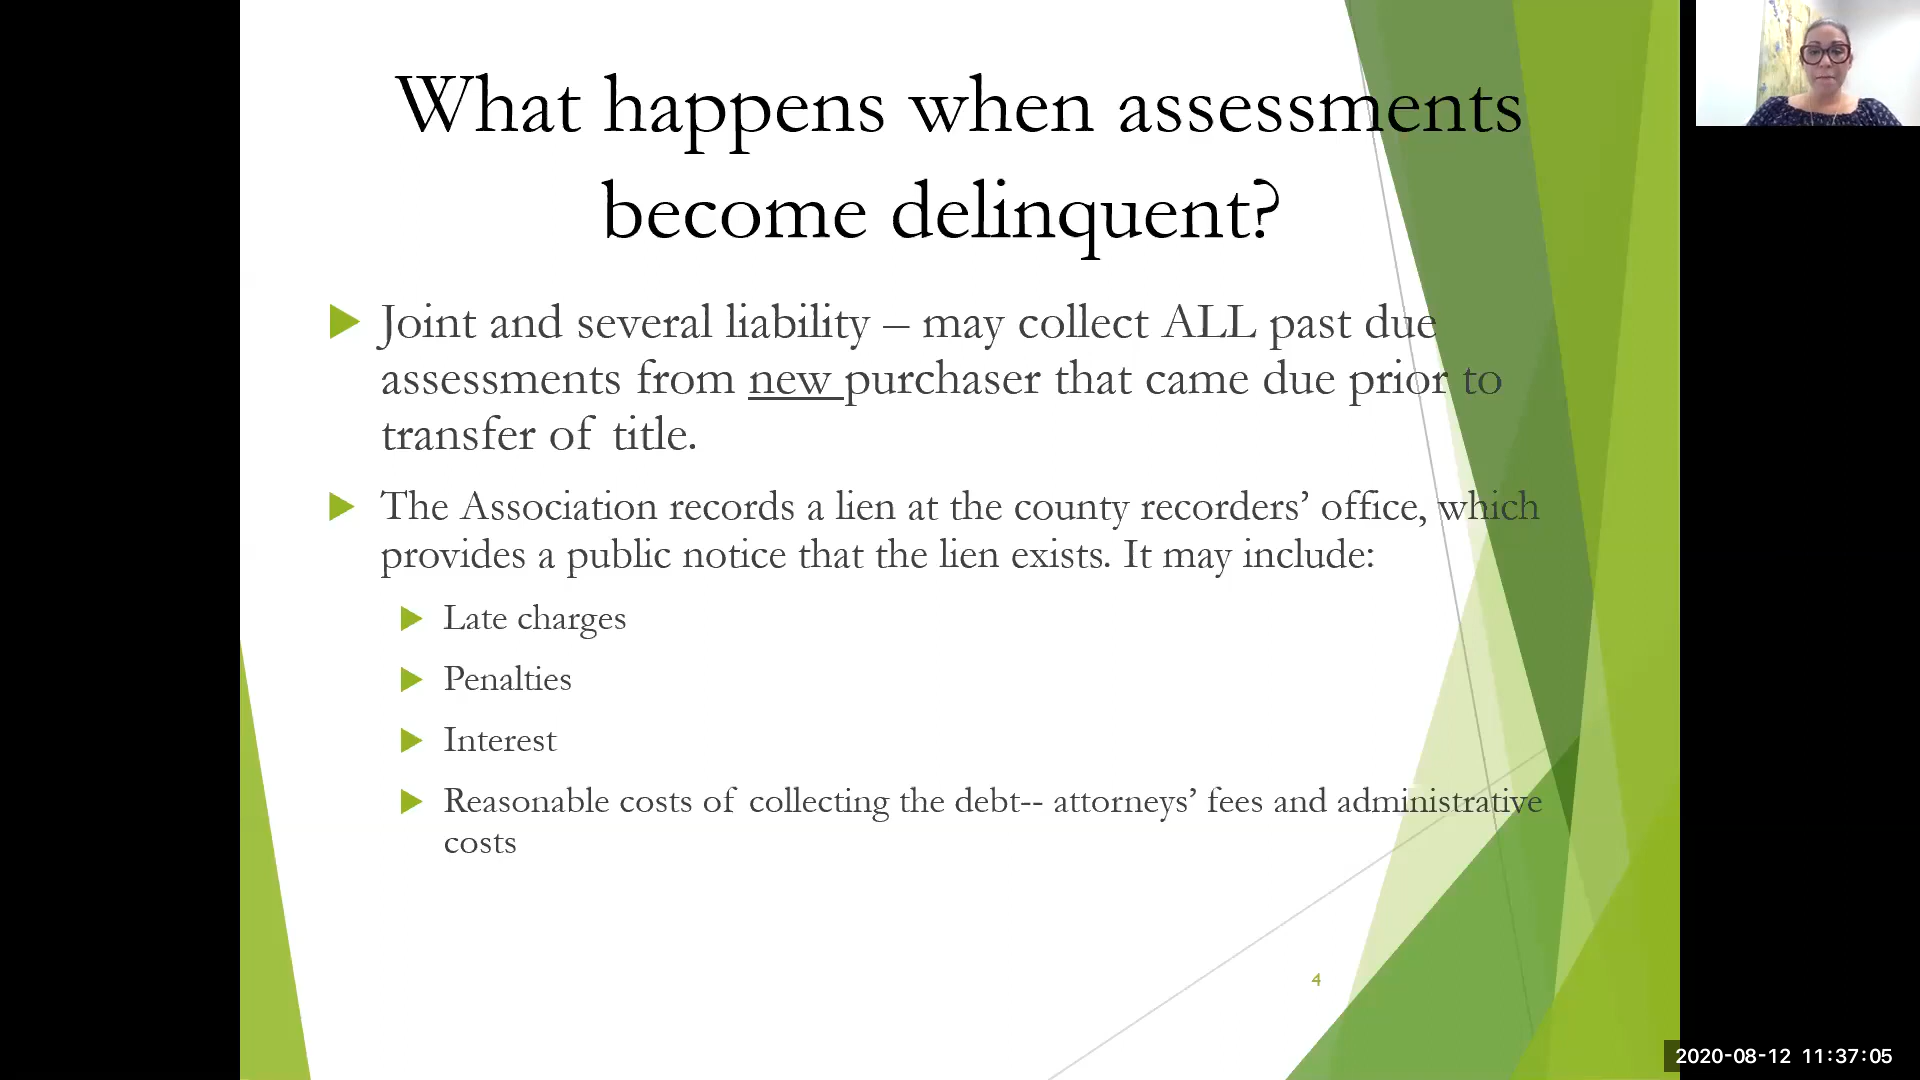 What happens when assessments
become delinquent?
Joint and several liability – may collect ALL past due
assessments from new purchaser that came due prior to
transfer of title.
The Association records a lien at the county recorders’ office, which
provides a public notice that the lien exists. It may include:
Late charges
Penalties
Interest
Reasonable costs of collecting the debt-- attorneys’ fees and administrative
costs
4
2020-08-12 11:37:05